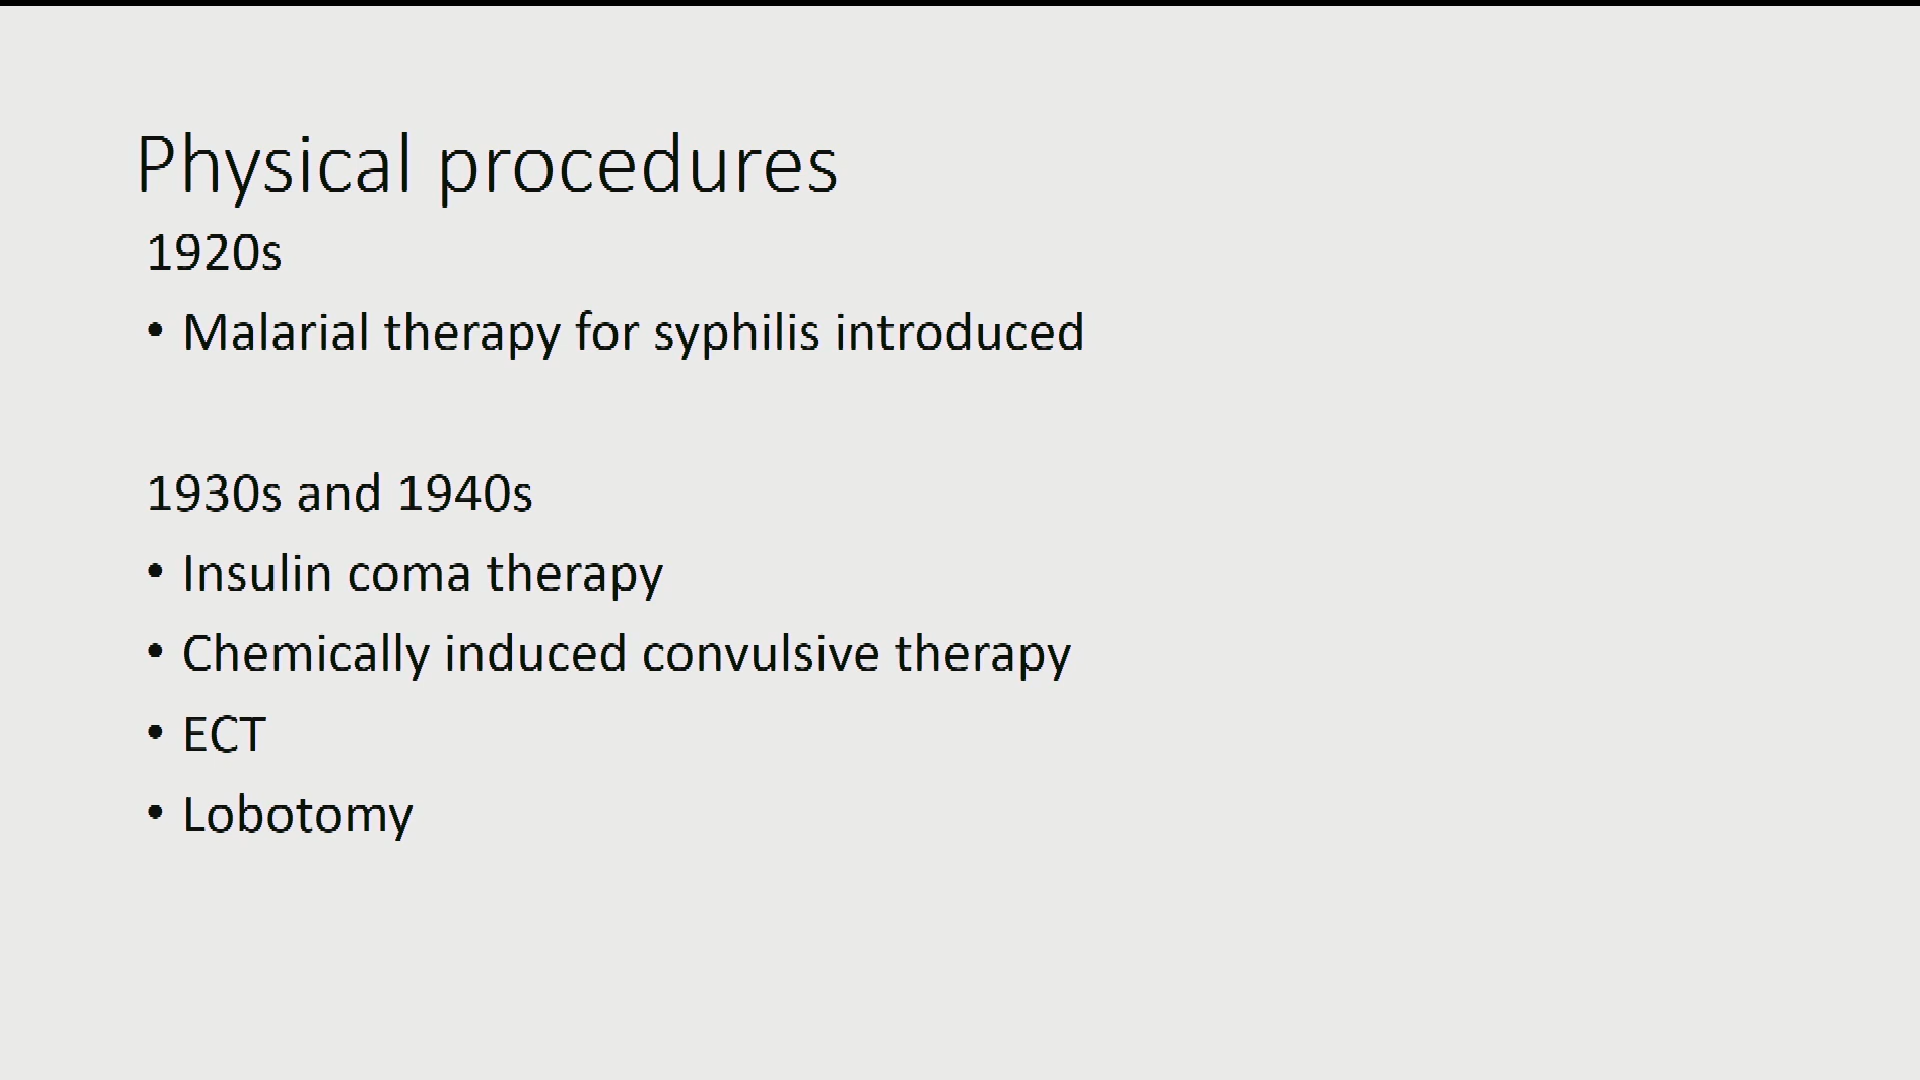 Physical procedures
1920s
• Malarial therapy for syphilis introduced
1930s and 1940s
• Insulin coma therapy
• Chemically induced convulsive therapy
• ECT
• Lobotomy